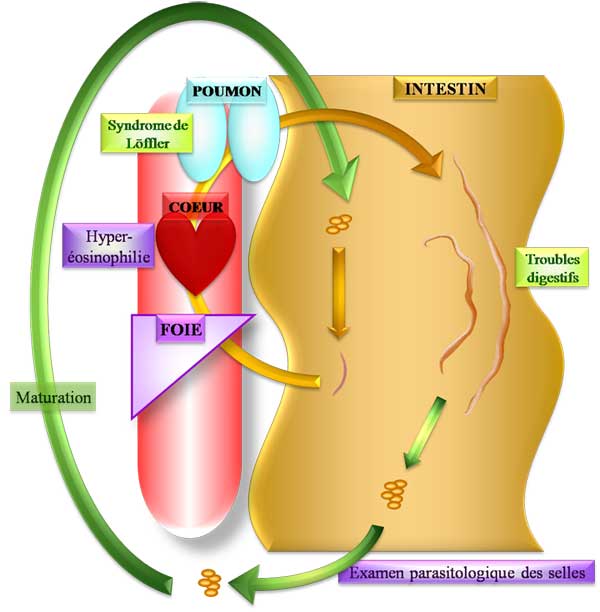 POUMON
INTESTIN
Syndrome de
Löffler
COEUR
Hyper-
éosinophilie
Troubles
digestifs
FOIE
Maturation
Examen parasitologique des selles